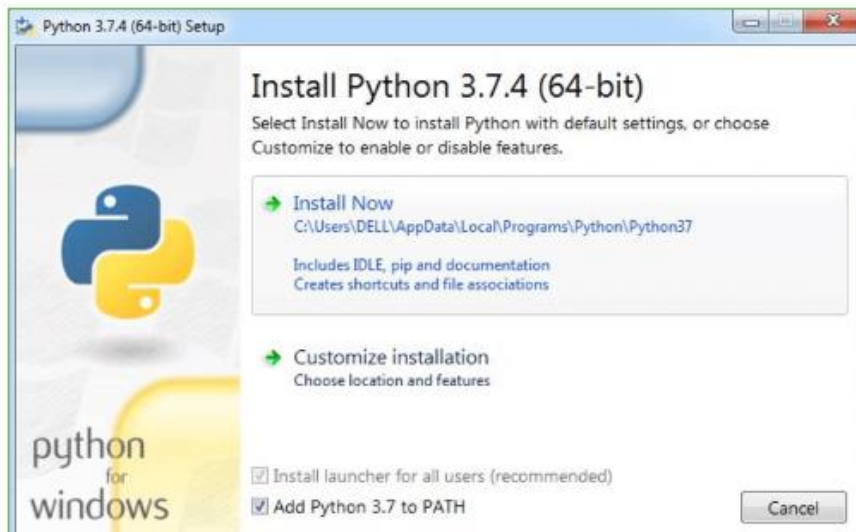 Python 3.7.4 (64-bit) Setup
Install Python 3.7.4 (64-bit)
Select Install Now to install Python with default settings, or choose
Customize to enable or disable features.
Install Now
C:\Users\DELL\AppData\Local\Programs\Python\Python37
Includes IDLE, pip and documentation
Creates shortcuts and file associations
Customize installation
Choose location and features
python
for
windows
Install launcher for all users (recommended)
Add Python 3.7 to PATH
Cancel